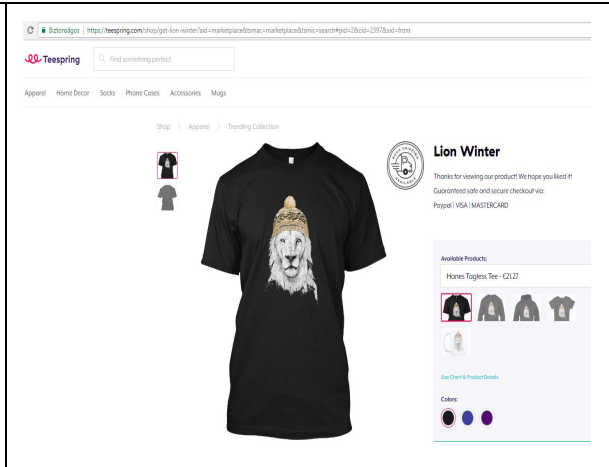 Biztonságos | https://teespring.com/shop/get-lion-winter?aid=marketplace&tsmac=marketplace&tsmic=search#pid=2&cid=2397&sid=front
Teespring
Find something perfect.
Apparel Home Decor Socks Phone Cases Accessories Mugs
Shop > Apparel > Trending Collection
RUSH SHIPPING
AVAILABLE
Lion Winter
Thanks for viewing our product! We hope you liked it!
Guaranteed safe and secure checkout via:
Paypal | VISA | MASTERCARD
Available Products:
Hanes Tagless Tee - €21.27
Size Chart & Product Details
Colors: